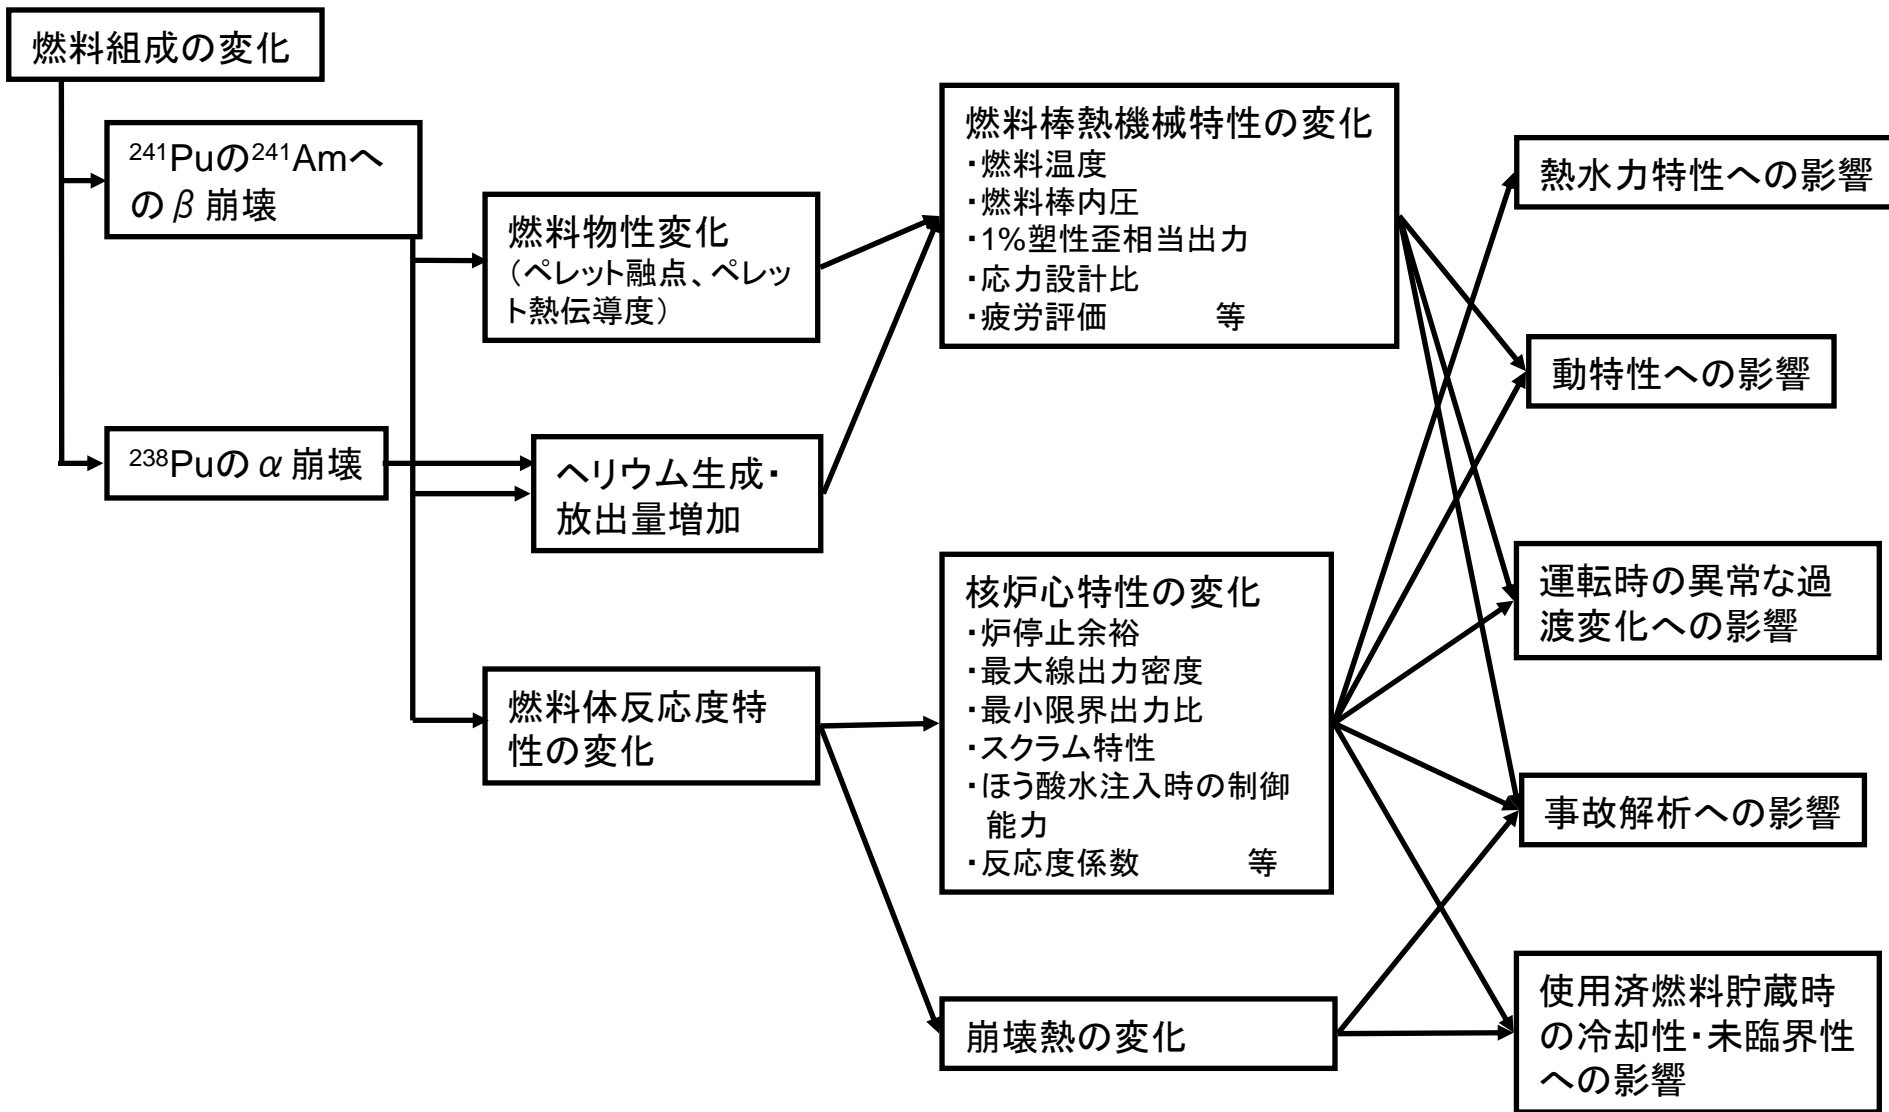 燃料組成の変化
²⁴¹Puの²⁴¹Amへ
のβ崩壊
²³⁸Puのα崩壊
燃料物性変化
(ペレット融点、ペレッ
ト熱伝導度)
ヘリウム生成・
放出量増加
燃料体反応度特
性の変化
燃料棒熱機械特性の変化
・燃料温度
・燃料棒内圧
・1%塑性歪相当出力
・応力設計比
・疲労評価　　　等
核炉心特性の変化
・炉停止余裕
・最大線出力密度
・最小限界出力比
・スクラム特性
・ほう酸水注入時の制御
能力
・反応度係数　　　等
崩壊熱の変化
熱水力特性への影響
動特性への影響
運転時の異常な過
渡変化への影響
事故解析への影響
使用済燃料貯蔵時
の冷却性・未臨界性
への影響